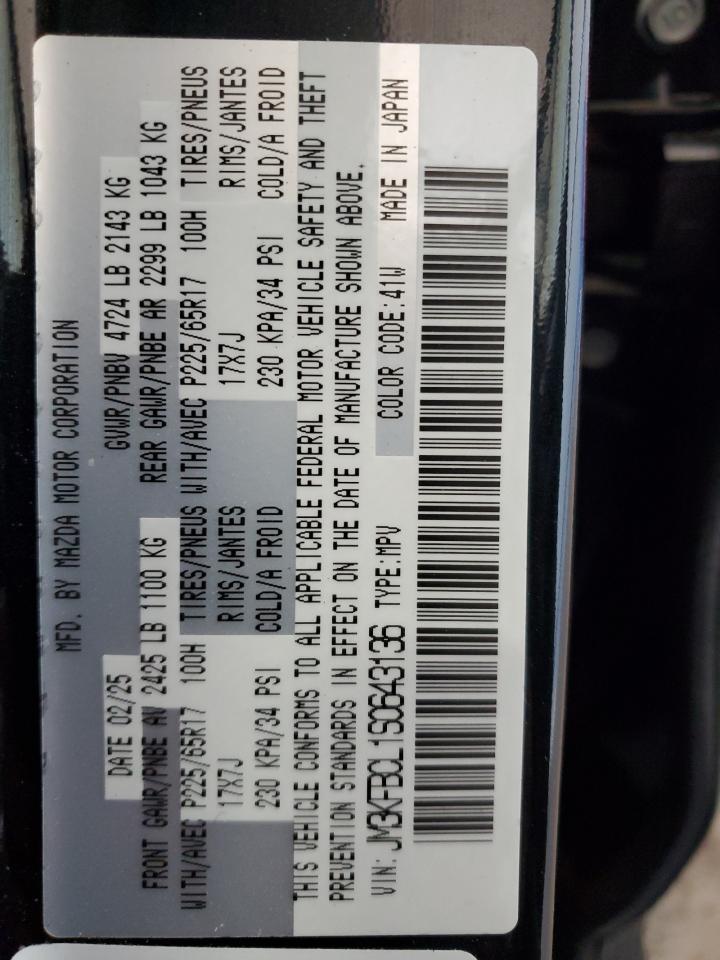 MFD. BY MAZDA MOTOR CORPORATION
DATE 02/25 GVWR/PNBV 4724 LB 2143 KG
FRONT GAWR/PNBE AV 2425 LB 1100 KG REAR GAWR/PNBE AR 2299 LB 1043 KG
WITH/AVEC P225/65R17 100H TIRES/PNEUS WITH/AVEC P225/65R17 100H TIRES/PNEUS
17X7J RIMS/JANTES 17X7J RIMS/JANTES
230 KPA/34 PSI COLD/A FROID 230 KPA/34 PSI COLD/A FROID
THIS VEHICLE CONFORMS TO ALL APPLICABLE FEDERAL MOTOR VEHICLE SAFETY AND THEFT
PREVENTION STANDARDS IN EFFECT ON THE DATE OF MANUFACTURE SHOWN ABOVE.
VIN: JM3KFBCL1S0643136 TYPE:MPV COLOR CODE:41W MADE IN JAPAN